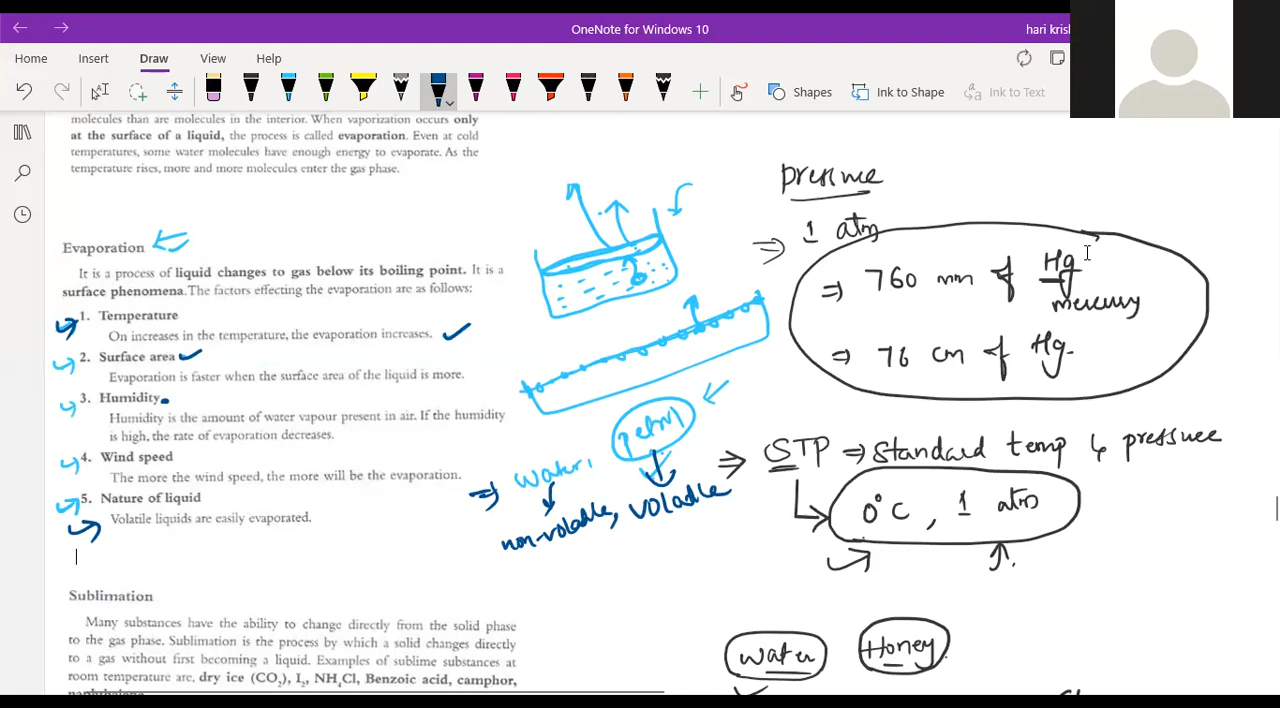 OneNote for Windows 10
hari krish
Home Insert Draw View Help
Shapes Ink to Shape Ink to Text
molecules than are molecules in the interior. When vaporization occurs only
at the surface of a liquid, the process is called evaporation. Even at cold
temperatures, some water molecules have enough energy to evaporate. As the
temperature rises, more and more molecules enter the gas phase.
Evaporation
It is a process of liquid changes to gas below its boiling point. It is a
surface phenomena. The factors effecting the evaporation are as follows:
1. Temperature
On increases in the temperature, the evaporation increases.
2. Surface area
Evaporation is faster when the surface area of the liquid is more.
3. Humidity
Humidity is the amount of water vapour present in air. If the humidity
is high, the rate of evaporation decreases.
4. Wind speed
The more the wind speed, the more will be the evaporation.
5. Nature of liquid
Volatile liquids are easily evaporated.
Sublimation
Many substances have the ability to change directly from the solid phase
to the gas phase. Sublimation is the process by which a solid changes directly
to a gas without first becoming a liquid. Examples of sublime substances at
room temperature are, dry ice (CO₂), I₂, NH₄Cl, Benzoic acid, camphor,
naphthalene
petrol
⇒ water,
non-volatile, volatile
pressure
⇒ 1 atm
⇒ 760 mm of Hg
mercury
⇒ 76 cm of Hg.
⇒ STP ⇒ Standard temp & pressure
0°C, 1 atm
water Honey